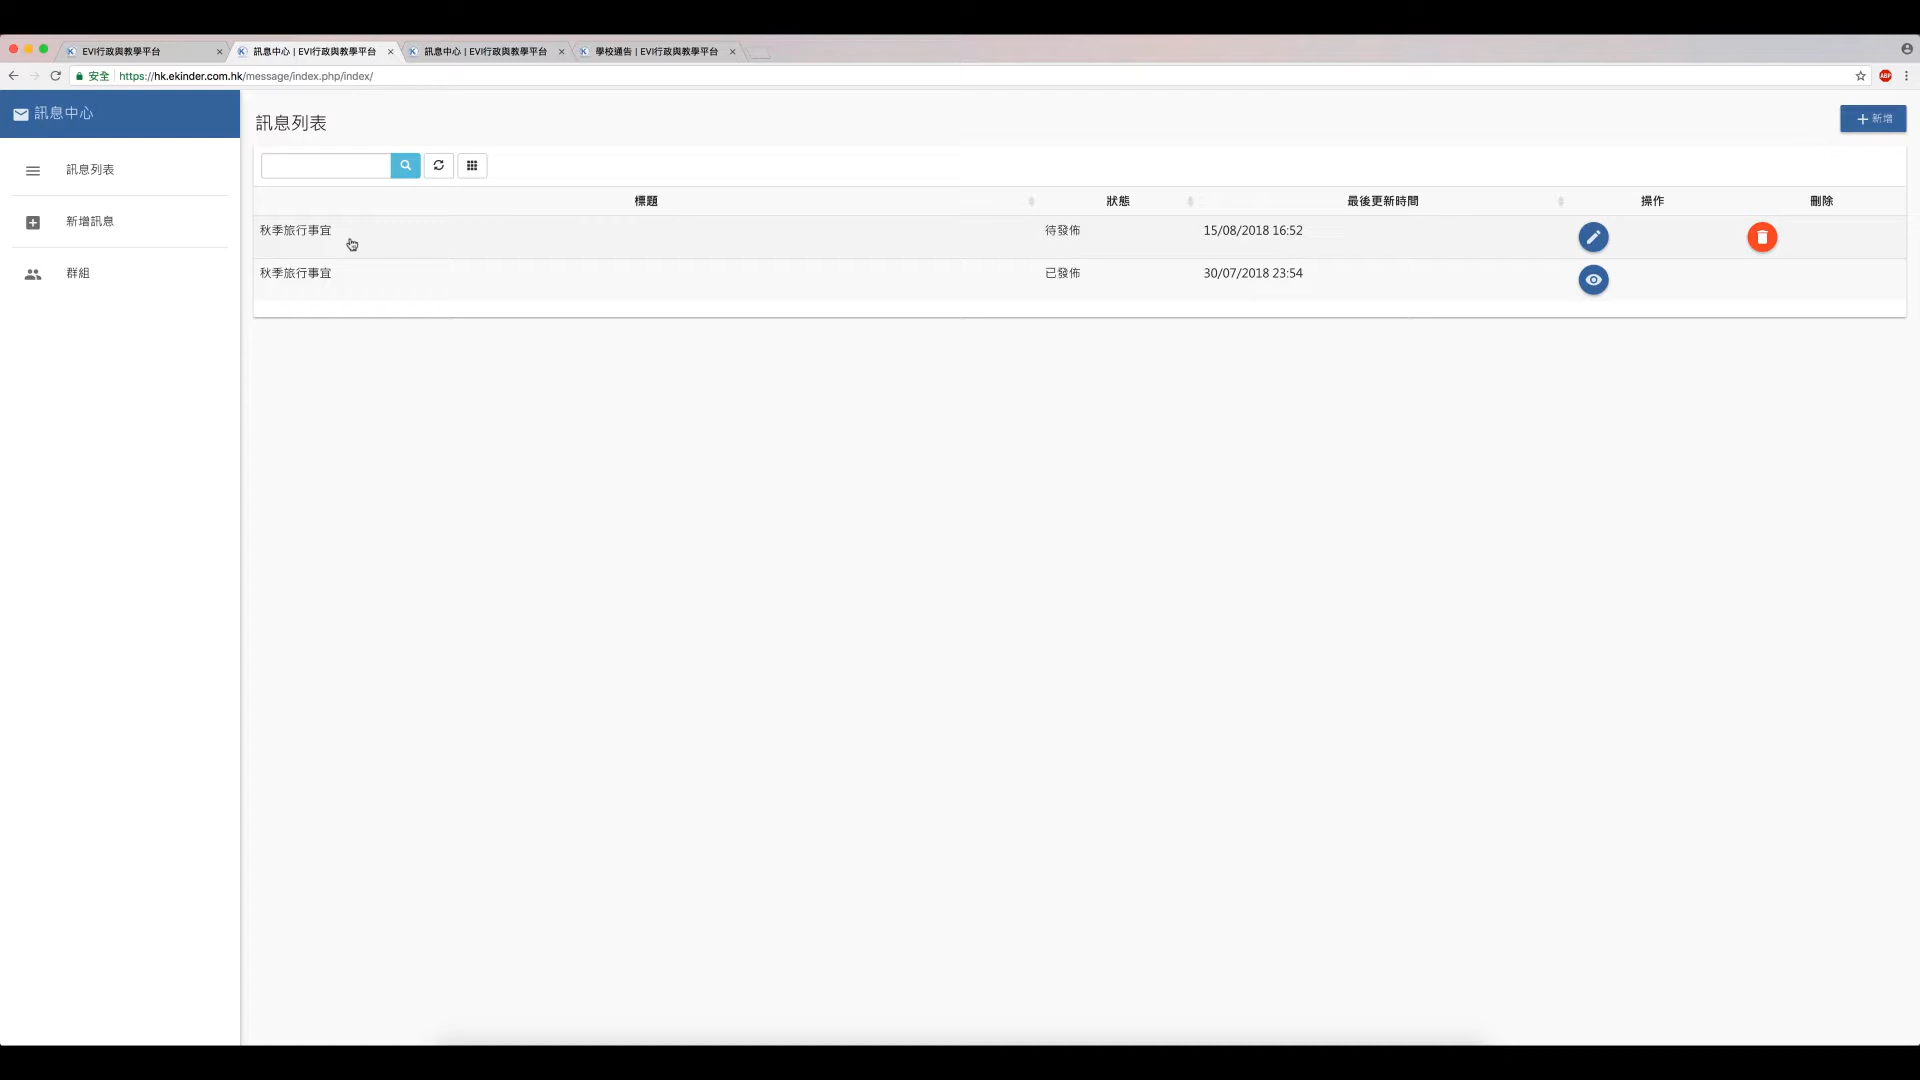 EVI行政與教學平台
訊息中心 | EVI行政與教學平台
訊息中心 | EVI行政與教學平台
學校通告 | EVI行政與教學平台
安全 https://hk.ekinder.com.hk/message/index.php/index/
ABP
訊息中心
訊息列表
新增訊息
群組
訊息列表
新增
標題 狀態 最後更新時間 操作 刪除
秋季旅行事宜 待發佈 15/08/2018 16:52
秋季旅行事宜 已發佈 30/07/2018 23:54